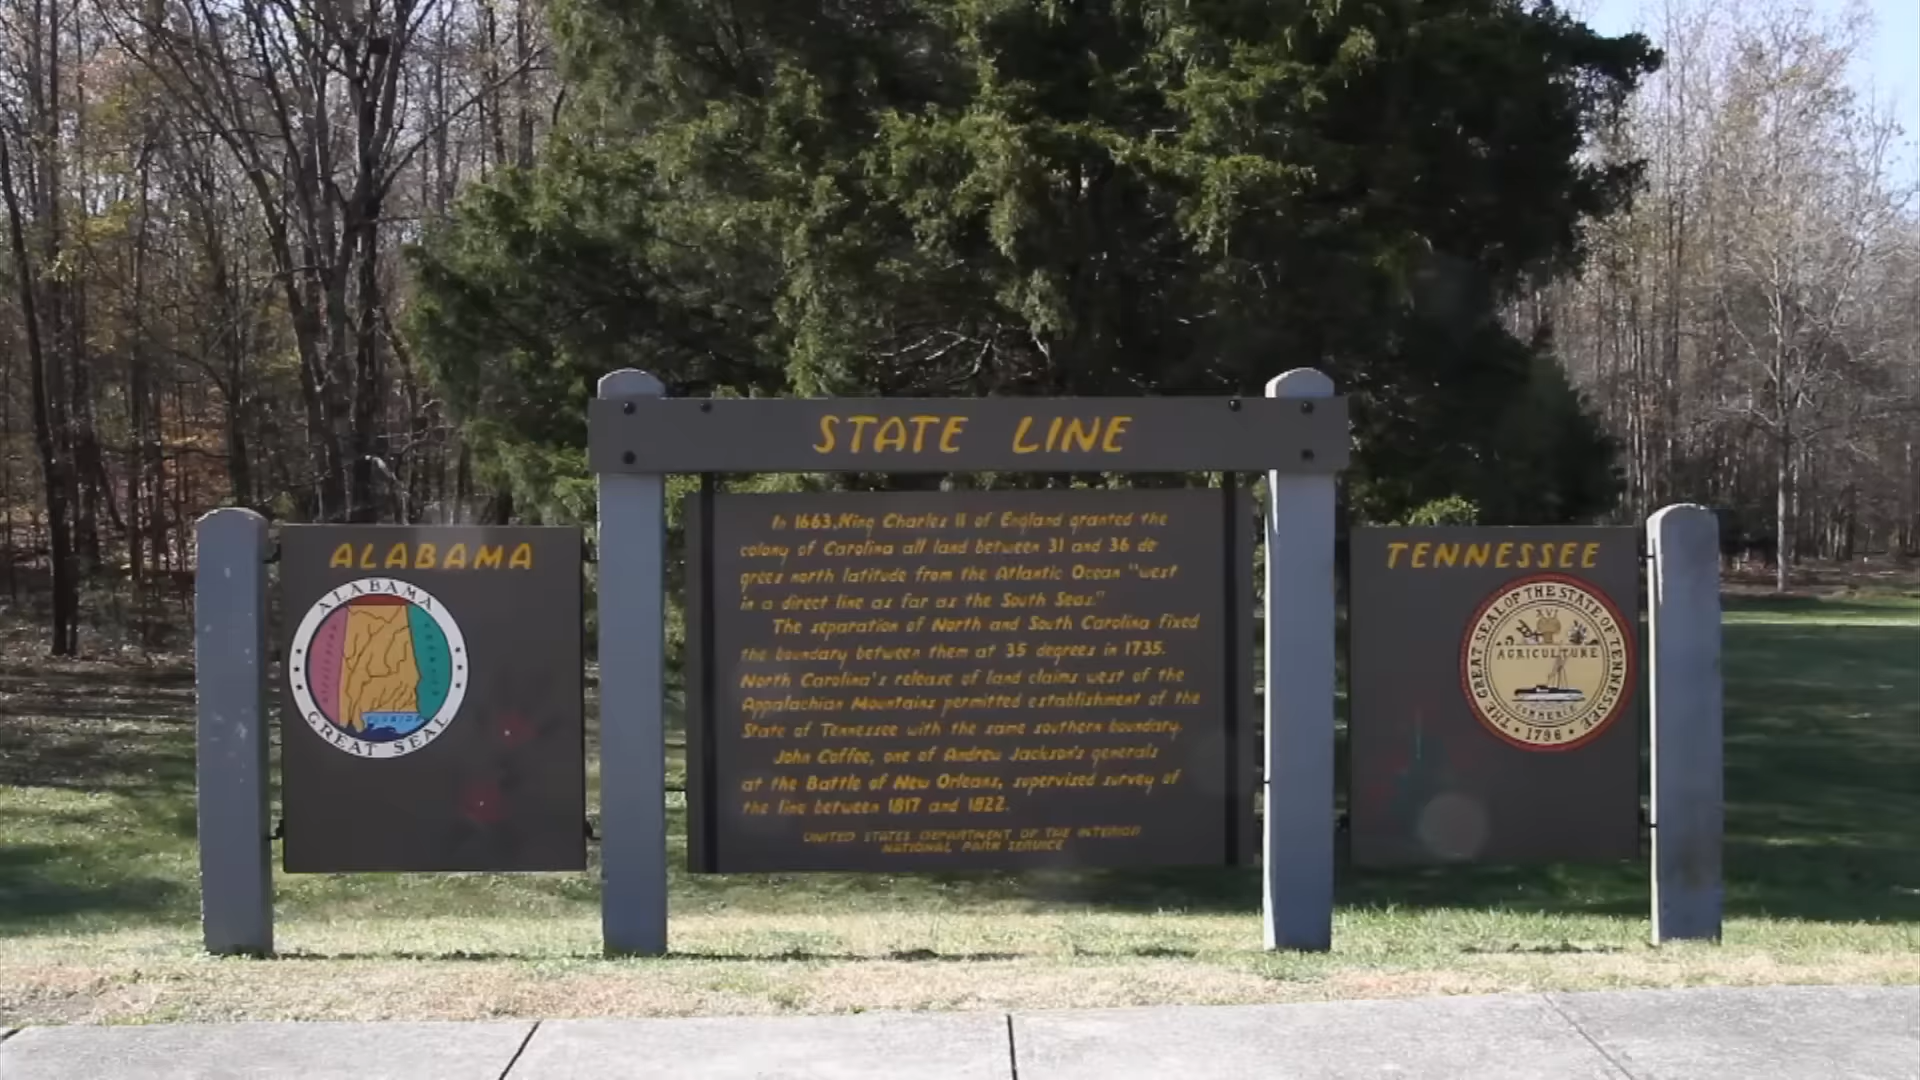 STATE LINE
In 1663, King Charles II of England granted the
colony of Carolina all land between 31 and 36 de
grees north latitude from the Atlantic Ocean "west
in a direct line as far as the South Seas."
The separation of North and South Carolina fixed
the boundary between them at 35 degrees in 1735.
North Carolina's release of land claims west of the
Appalachian Mountains permitted establishment of the
State of Tennessee with the same southern boundary.
John Coffee, one of Andrew Jackson's generals
at the Battle of New Orleans, supervised survey of
the line between 1817 and 1822.
UNITED STATES DEPARTMENT OF THE INTERIOR
NATIONAL PARK SERVICE
ALABAMA
ALABAMA
FLORIDA
GREAT SEAL
TENNESSEE
THE GREAT SEAL OF THE STATE OF TENNESSEE
XVI
AGRICULTURE
COMMERCE
1796